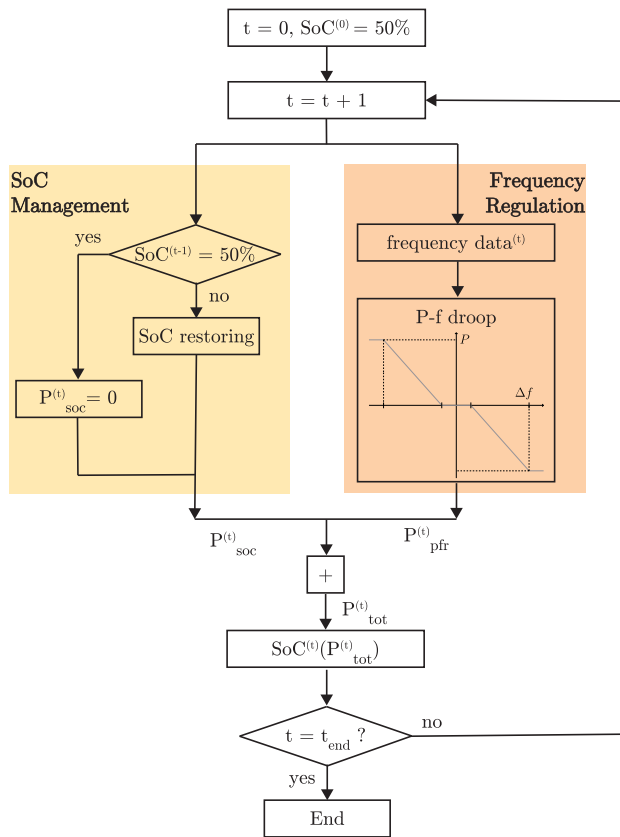 t = 0, SoC⁽⁰⁾ = 50%
t = t + 1
SoC
Management
yes
SoC⁽ᵗ⁻¹⁾ = 50%
no
SoC restoring
P⁽ᵗ⁾soc = 0
Frequency
Regulation
frequency data⁽ᵗ⁾
P-f droop
P
Δf
P⁽ᵗ⁾soc
P⁽ᵗ⁾pfr
+
P⁽ᵗ⁾tot
SoC⁽ᵗ⁾(P⁽ᵗ⁾tot)
t = tend ?
no
yes
End